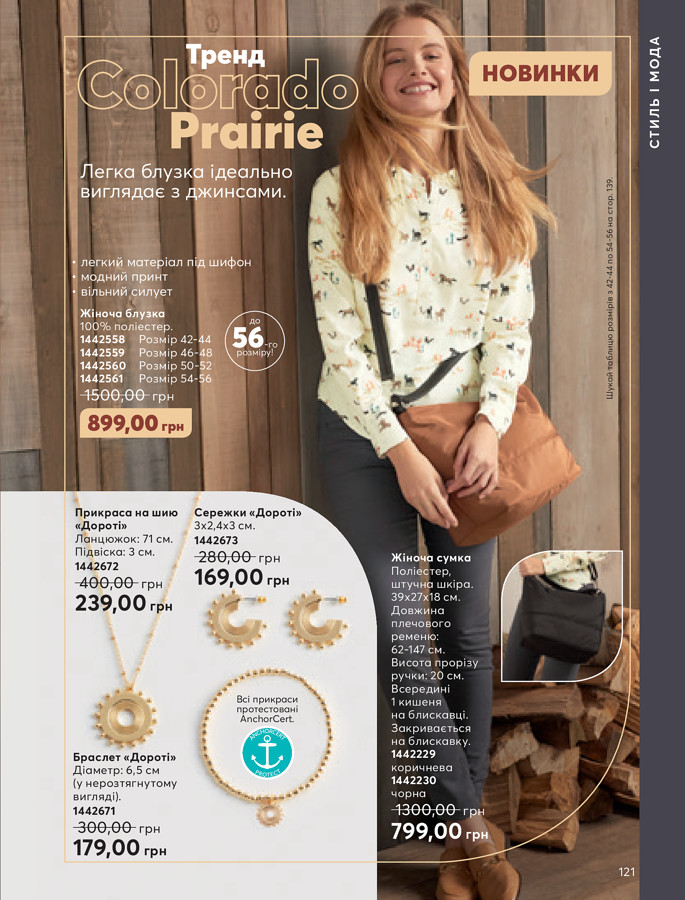 СТИЛЬ І МОДА
Тренд
Colorado
Prairie
НОВИНКИ
Легка блузка ідеально
виглядає з джинсами.
• легкий матеріал під шифон
• модний принт
• вільний силует
Жіноча блузка
100% поліестер.
1442558 Розмір 42-44
1442559 Розмір 46-48
1442560 Розмір 50-52
1442561 Розмір 54-56
1500,00 грн
899,00 грн
до
56-го
розміру!
Шукай таблицю розмірів з 42-44 по 54-56 на стор. 139.
Прикраса на шию
«Дороті»
Ланцюжок: 71 см.
Підвіска: 3 см.
1442672
400,00 грн
239,00 грн
Сережки «Дороті»
3х2,4х3 см.
1442673
280,00 грн
169,00 грн
Всі прикраси
протестовані
AnchorCert.
ANCHORCERT
PROTECT
Браслет «Дороті»
Діаметр: 6,5 см
(у нерозтягнутому
вигляді).
1442671
300,00 грн
179,00 грн
Жіноча сумка
Поліестер,
штучна шкіра.
39х27х18 см.
Довжина
плечового
ременю:
62-147 см.
Висота прорізу
ручки: 20 см.
Всередині
1 кишеня
на блискавці.
Закривається
на блискавку.
1442229
коричнева
1442230
чорна
1300,00 грн
799,00 грн
121